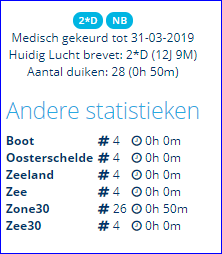 2*D NB
Medisch gekeurd tot 31-03-2019
Huidig Lucht brevet: 2*D (12J 9M)
Aantal duiken: 28 (0h 50m)
Andere statistieken
Boot # 4 0h 0m
Oosterschelde # 4 0h 0m
Zeeland # 4 0h 0m
Zee # 4 0h 0m
Zone30 # 26 0h 50m
Zee30 # 4 0h 0m